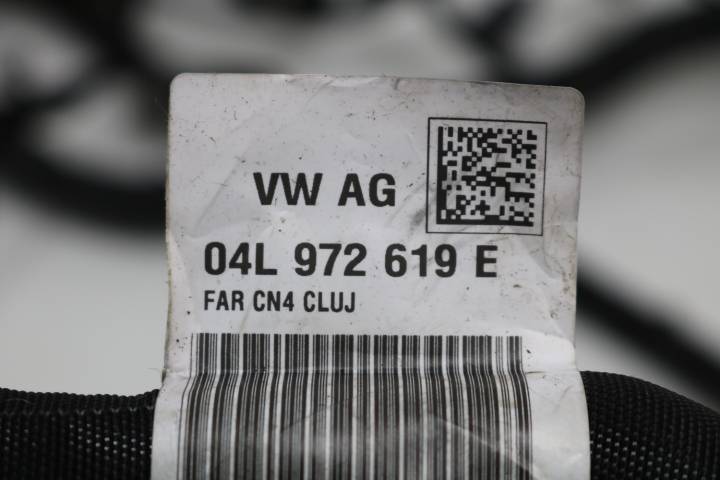 VW AG
04L 972 619 E
FAR CN4 CLUJ